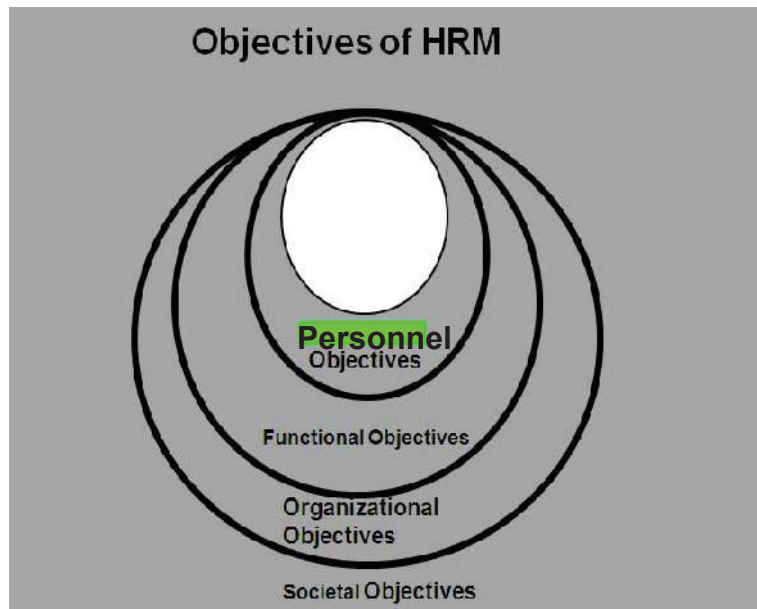 Objectives of HRM
Personnel
Objectives
Functional Objectives
Organizational
Objectives
Societal Objectives